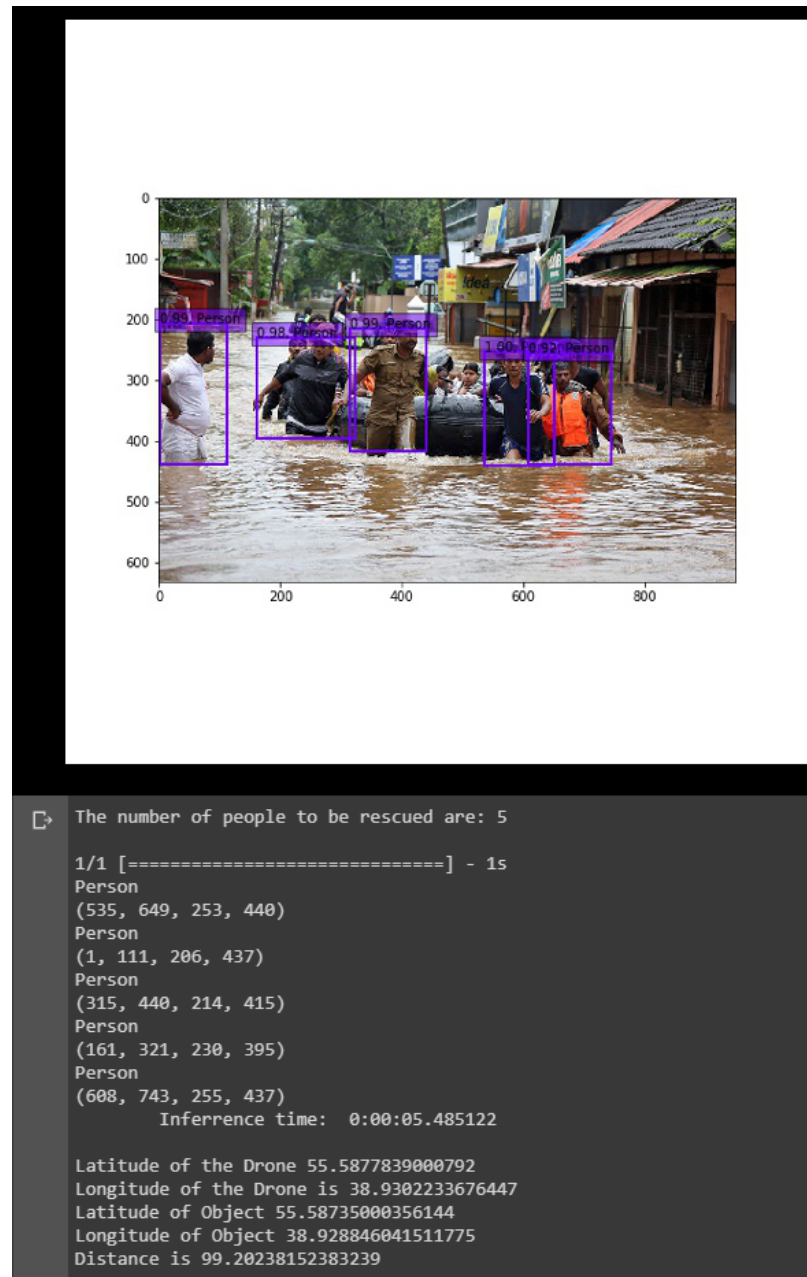 0
100
200
300
400
500
600
0 200 400 600 800
0.99, Person
0.98, Person
0.99, Person
1.00, P
0.92, Person
Idea
The number of people to be rescued are: 5
1/1 [==============================] - 1s
Person
(535, 649, 253, 440)
Person
(1, 111, 206, 437)
Person
(315, 440, 214, 415)
Person
(161, 321, 230, 395)
Person
(608, 743, 255, 437)
Inferrence time: 0:00:05.485122
Latitude of the Drone 55.5877839000792
Longitude of the Drone is 38.9302233676447
Latitude of Object 55.58735000356144
Longitude of Object 38.928846041511775
Distance is 99.20238152383239